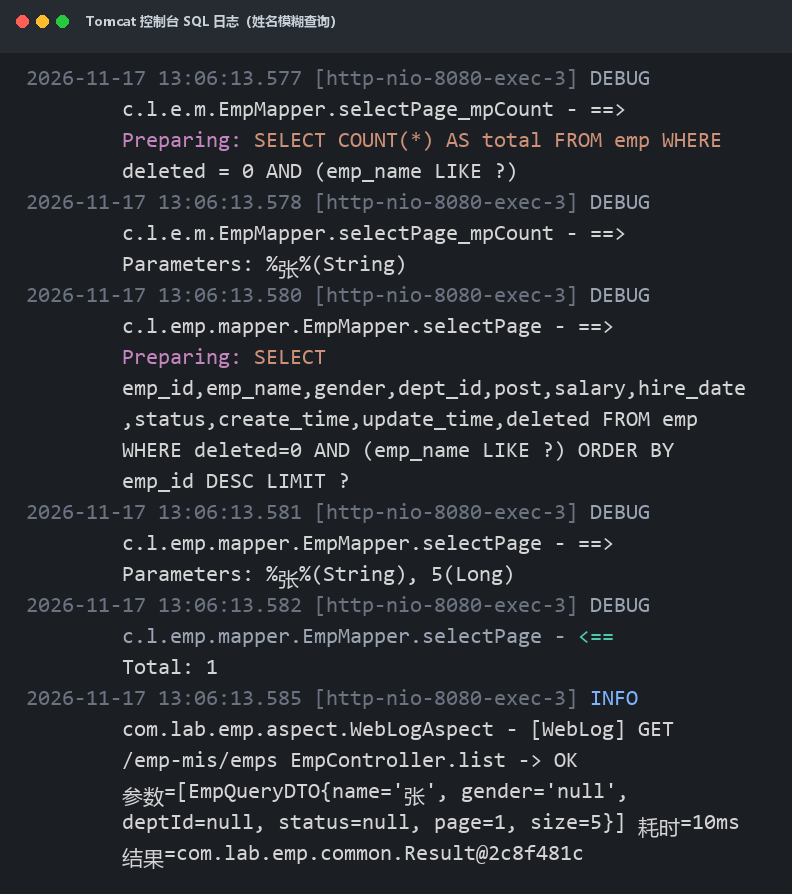 Tomcat 控制台 SQL 日志（姓名模糊查询）
2026-11-17 13:06:13.577 [http-nio-8080-exec-3] DEBUG
c.l.e.m.EmpMapper.selectPage_mpCount - ==>
Preparing: SELECT COUNT(*) AS total FROM emp WHERE
deleted = 0 AND (emp_name LIKE ?)
2026-11-17 13:06:13.578 [http-nio-8080-exec-3] DEBUG
c.l.e.m.EmpMapper.selectPage_mpCount - ==>
Parameters: %张%(String)
2026-11-17 13:06:13.580 [http-nio-8080-exec-3] DEBUG
c.l.emp.mapper.EmpMapper.selectPage - ==>
Preparing: SELECT
emp_id,emp_name,gender,dept_id,post,salary,hire_date
,status,create_time,update_time,deleted FROM emp
WHERE deleted=0 AND (emp_name LIKE ?) ORDER BY
emp_id DESC LIMIT ?
2026-11-17 13:06:13.581 [http-nio-8080-exec-3] DEBUG
c.l.emp.mapper.EmpMapper.selectPage - ==>
Parameters: %张%(String), 5(Long)
2026-11-17 13:06:13.582 [http-nio-8080-exec-3] DEBUG
c.l.emp.mapper.EmpMapper.selectPage - <==
Total: 1
2026-11-17 13:06:13.585 [http-nio-8080-exec-3] INFO
com.lab.emp.aspect.WebLogAspect - [WebLog] GET
/emp-mis/emps EmpController.list -> OK
参数=[EmpQueryDTO{name='张', gender='null',
deptId=null, status=null, page=1, size=5}] 耗时=10ms
结果=com.lab.emp.common.Result@2c8f481c